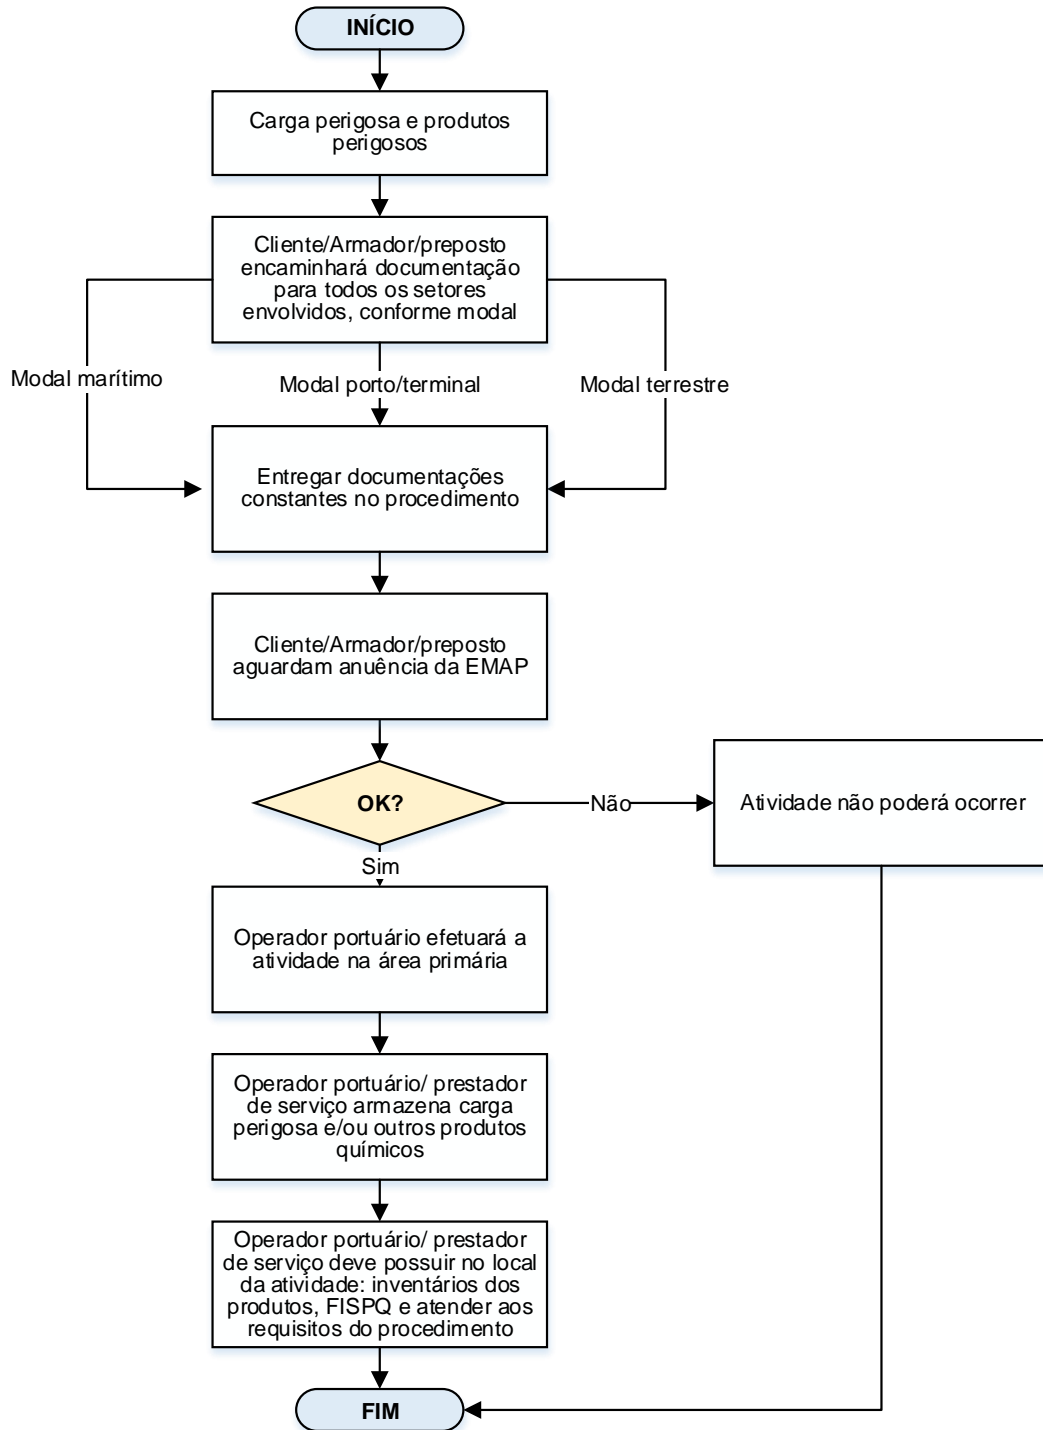 INÍCIO
Carga perigosa e produtos
perigosos
Cliente/Armador/preposto
encaminhará documentação
para todos os setores
envolvidos, conforme modal
Modal marítimo
Modal porto/terminal
Modal terrestre
Entregar documentações
constantes no procedimento
Cliente/Armador/preposto
aguardam anuência da EMAP
OK?
Não
Atividade não poderá ocorrer
Sim
Operador portuário efetuará a
atividade na área primária
Operador portuário/ prestador
de serviço armazena carga
perigosa e/ou outros produtos
químicos
Operador portuário/ prestador
de serviço deve possuir no local
da atividade: inventários dos
produtos, FISPQ e atender aos
requisitos do procedimento
FIM